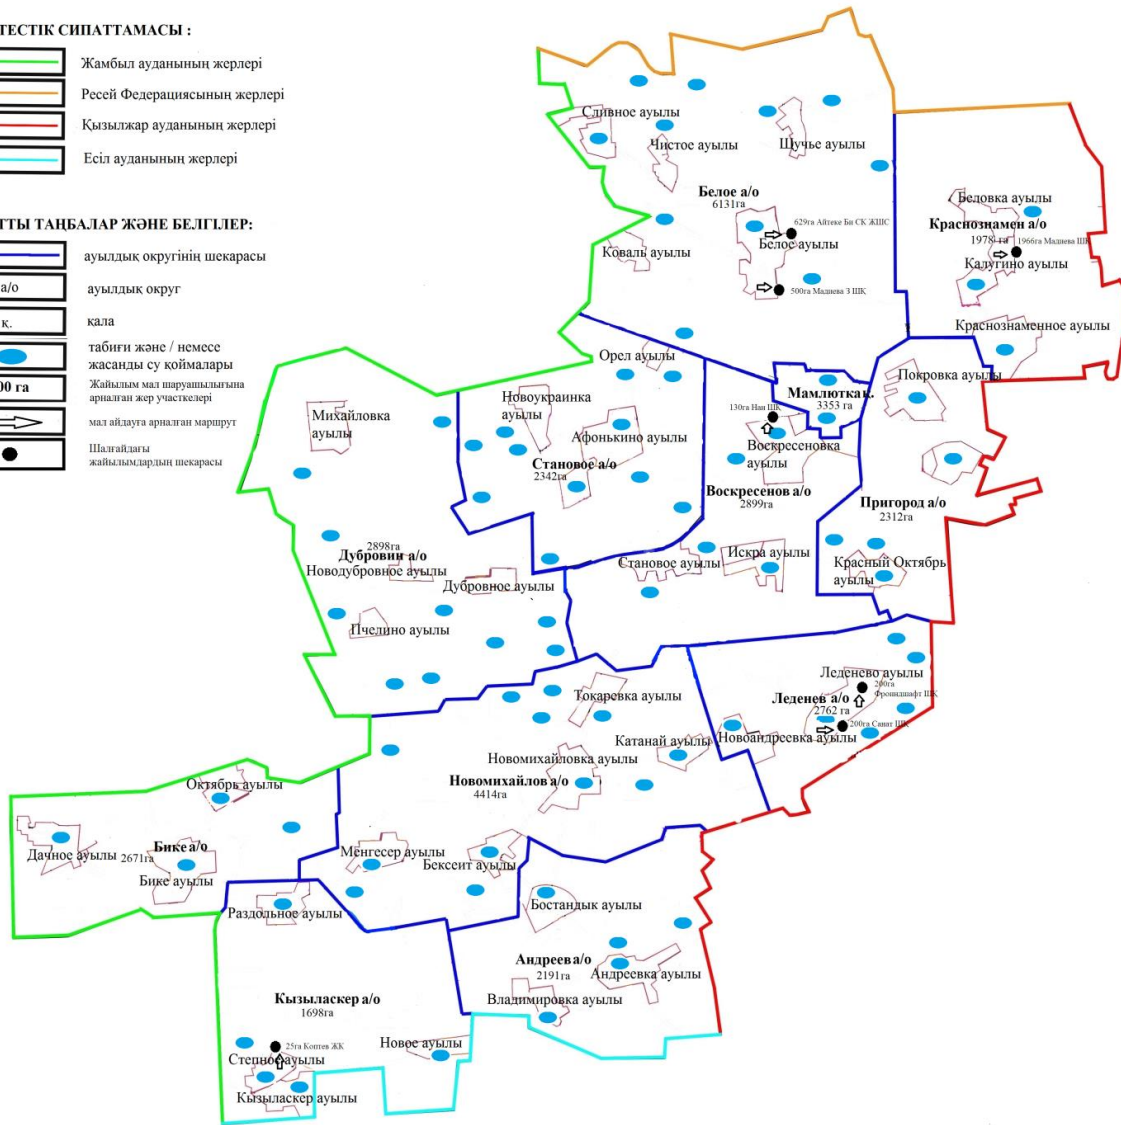 ТЕСТІК СИПАТТАМАСЫ :
Жамбыл ауданының жерлері
Ресей Федерациясының жерлері
Қызылжар ауданының жерлері
Есіл ауданының жерлері
ТТЫ ТАҢБАЛАР ЖӘНЕ БЕЛГІЛЕР:
ауылдық округінің шекарасы
а/о
ауылдық округ
к.
қала
табиғи және / немесе
жасанды су қоймалары
00 га
Жайылым мал шаруашылығына
арналған жер участкелері
мал айдауға арналған маршрут
Шалғайдағы
жайылымдардың шекарасы
Сливное ауылы
Чистое ауылы
Щучье ауылы
Белое а/о
6131га
629га Айтеке Би СК ЖШС
Белое ауылы
Коваль ауылы
500га Мадиева З ШҚ
Беловка ауылы
Краснознамен а/о
1978 га
1966га Мадиева ШҚ
Калугино ауылы
Краснознаменное ауылы
Орел ауылы
Покровка ауылы
Мамлютка қ.
3353 га
Михайловка
ауылы
Новоукраинка
ауылы
Афонькино ауылы
Становое а/о
2342га
130га Нан ШҚ
Воскресеновка
ауылы
Воскресенов а/о
2899га
Пригород а/о
2312га
2898га
Дубровин а/о
Новодубровное ауылы
Дубровное ауылы
Становое ауылы
Искра ауылы
Красный Октябрь
ауылы
Пчелино ауылы
Леденево ауылы
200га
Фроиндшафт ШҚ
Леденев а/о
2762 га
200га Санат ШҚ
Новоандреевка ауылы
Токаревка ауылы
Катанай ауылы
Новомихайловка ауылы
Новомихайлов а/о
4414га
Октябрь ауылы
Дачное ауылы
2671га
Бике а/о
Бике ауылы
Менгесер ауылы
Бексеит ауылы
Раздольное ауылы
Бостандык ауылы
Андреев а/о
2191га
Андреевка ауылы
Владимировка ауылы
Кызыласкер а/о
1698га
25га Коптев ЖК
Новое ауылы
Степное ауылы
Кызыласкер ауылы